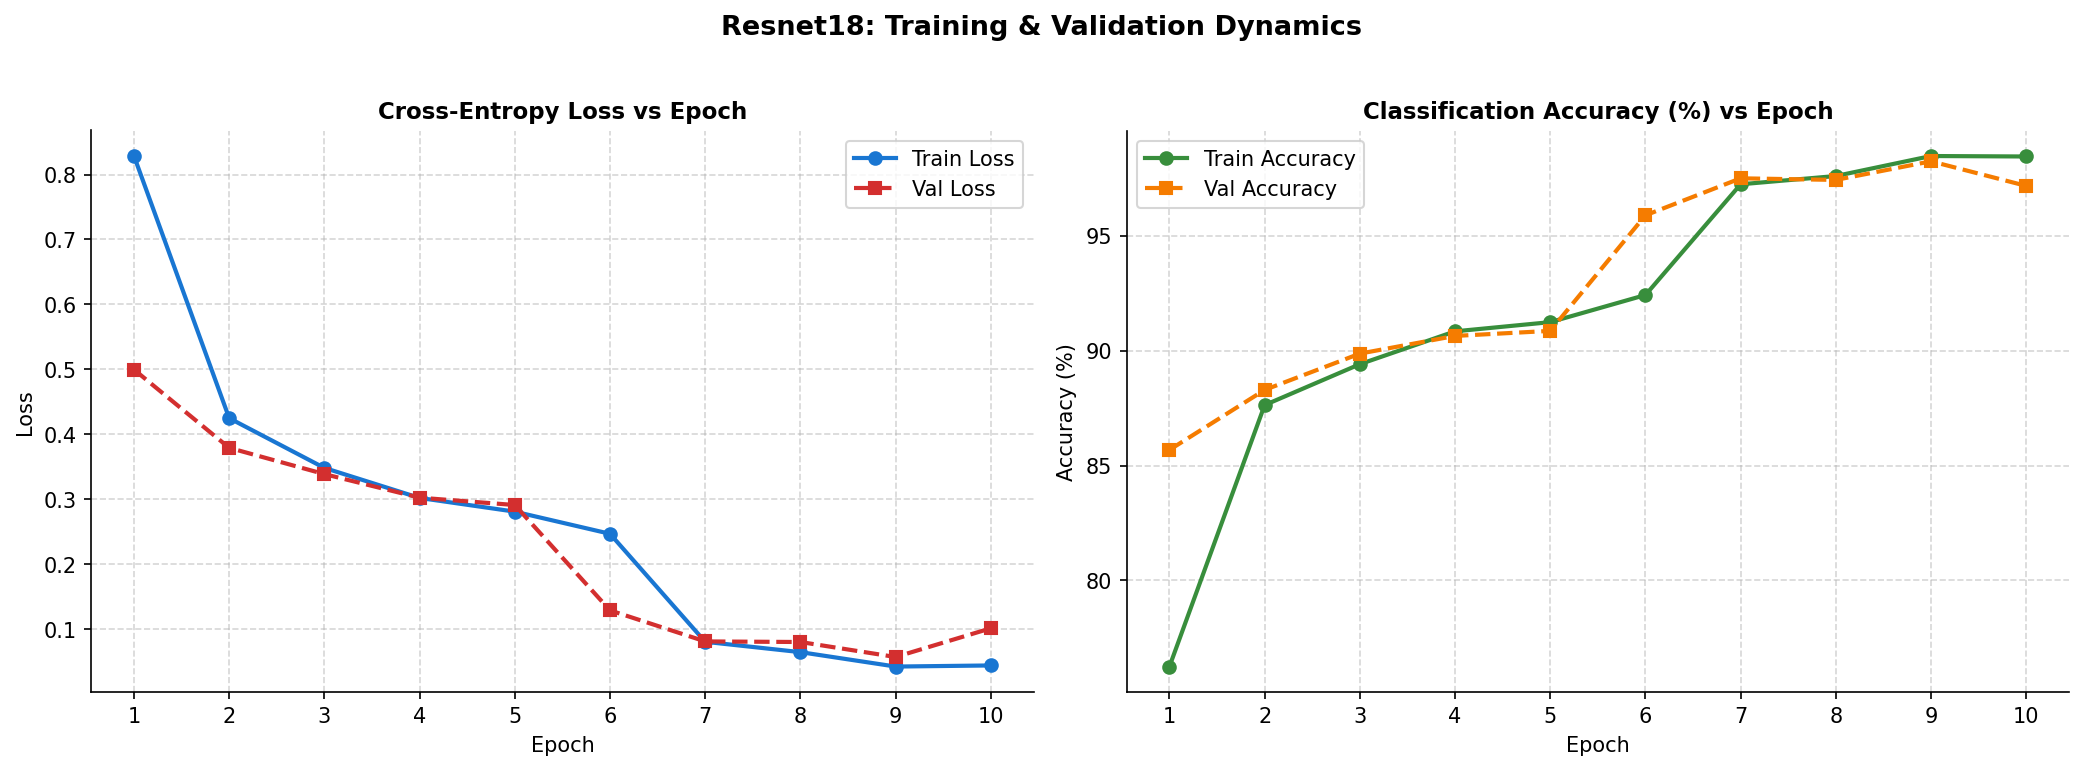 Resnet18: Training & Validation Dynamics
Cross-Entropy Loss vs Epoch
Train Loss
Val Loss
0.8
0.7
0.6
0.5
0.4
0.3
0.2
0.1
Loss
1 2 3 4 5 6 7 8 9 10
Epoch
Classification Accuracy (%) vs Epoch
Train Accuracy
Val Accuracy
95
90
85
80
Accuracy (%)
1 2 3 4 5 6 7 8 9 10
Epoch